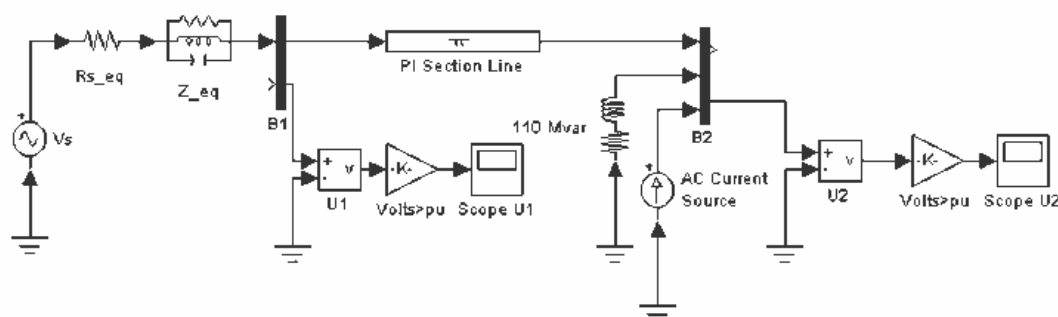 Rs_eq
Z_eq
+
Vs
B1
PI Section Line
110 Mvar
B2
+
-
v
U1
-K-
Volts>pu
Scope U1
+
AC Current
Source
+
-
v
U2
-K-
Volts>pu
Scope U2